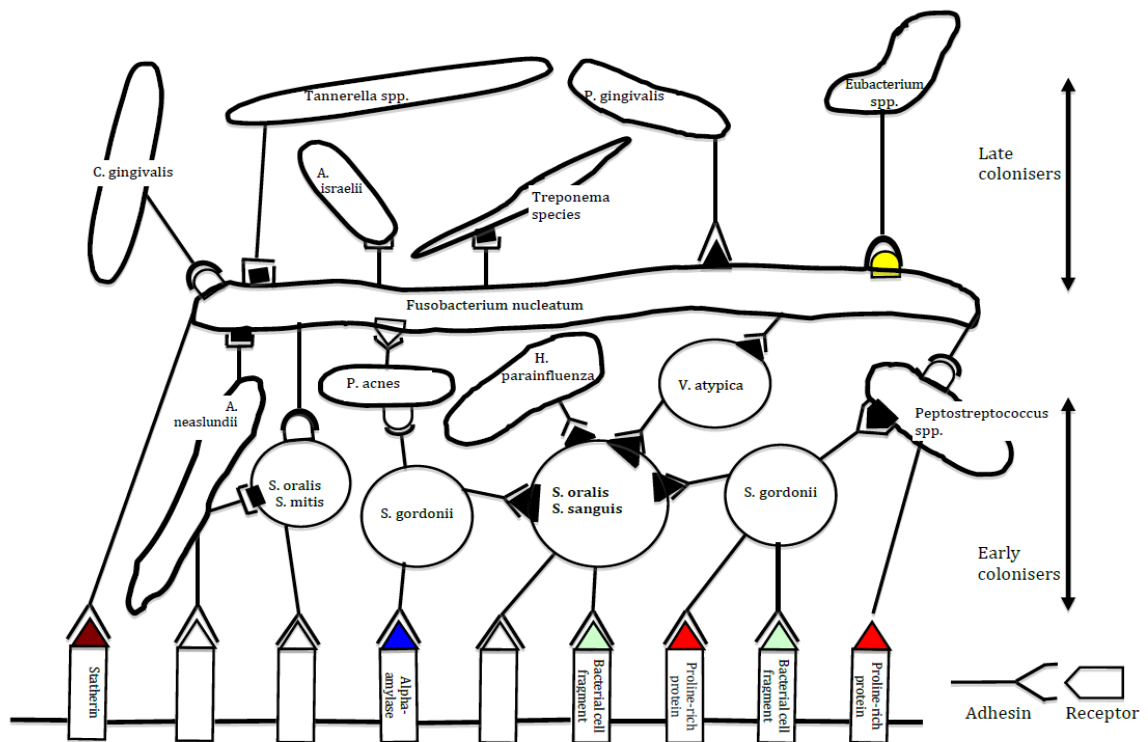 Tannerella spp.
P. gingivalis
Eubacterium
spp.
C. gingivalis
A.
israelii
Treponema
species
Late
colonisers
Fusobacterium nucleatum
H.
parainfluenza
P. acnes
V. atypica
A.
neaslundii
Peptostreptococcus
spp.
S. oralis
S. mitis
S. gordonii
S. oralis
S. sanguis
S. gordonii
Early
colonisers
Statherin
Alpha-
amylase
Bacterial cell
fragment
Proline-rich
protein
Bacterial cell
fragment
Proline-rich
protein
Adhesin
Receptor